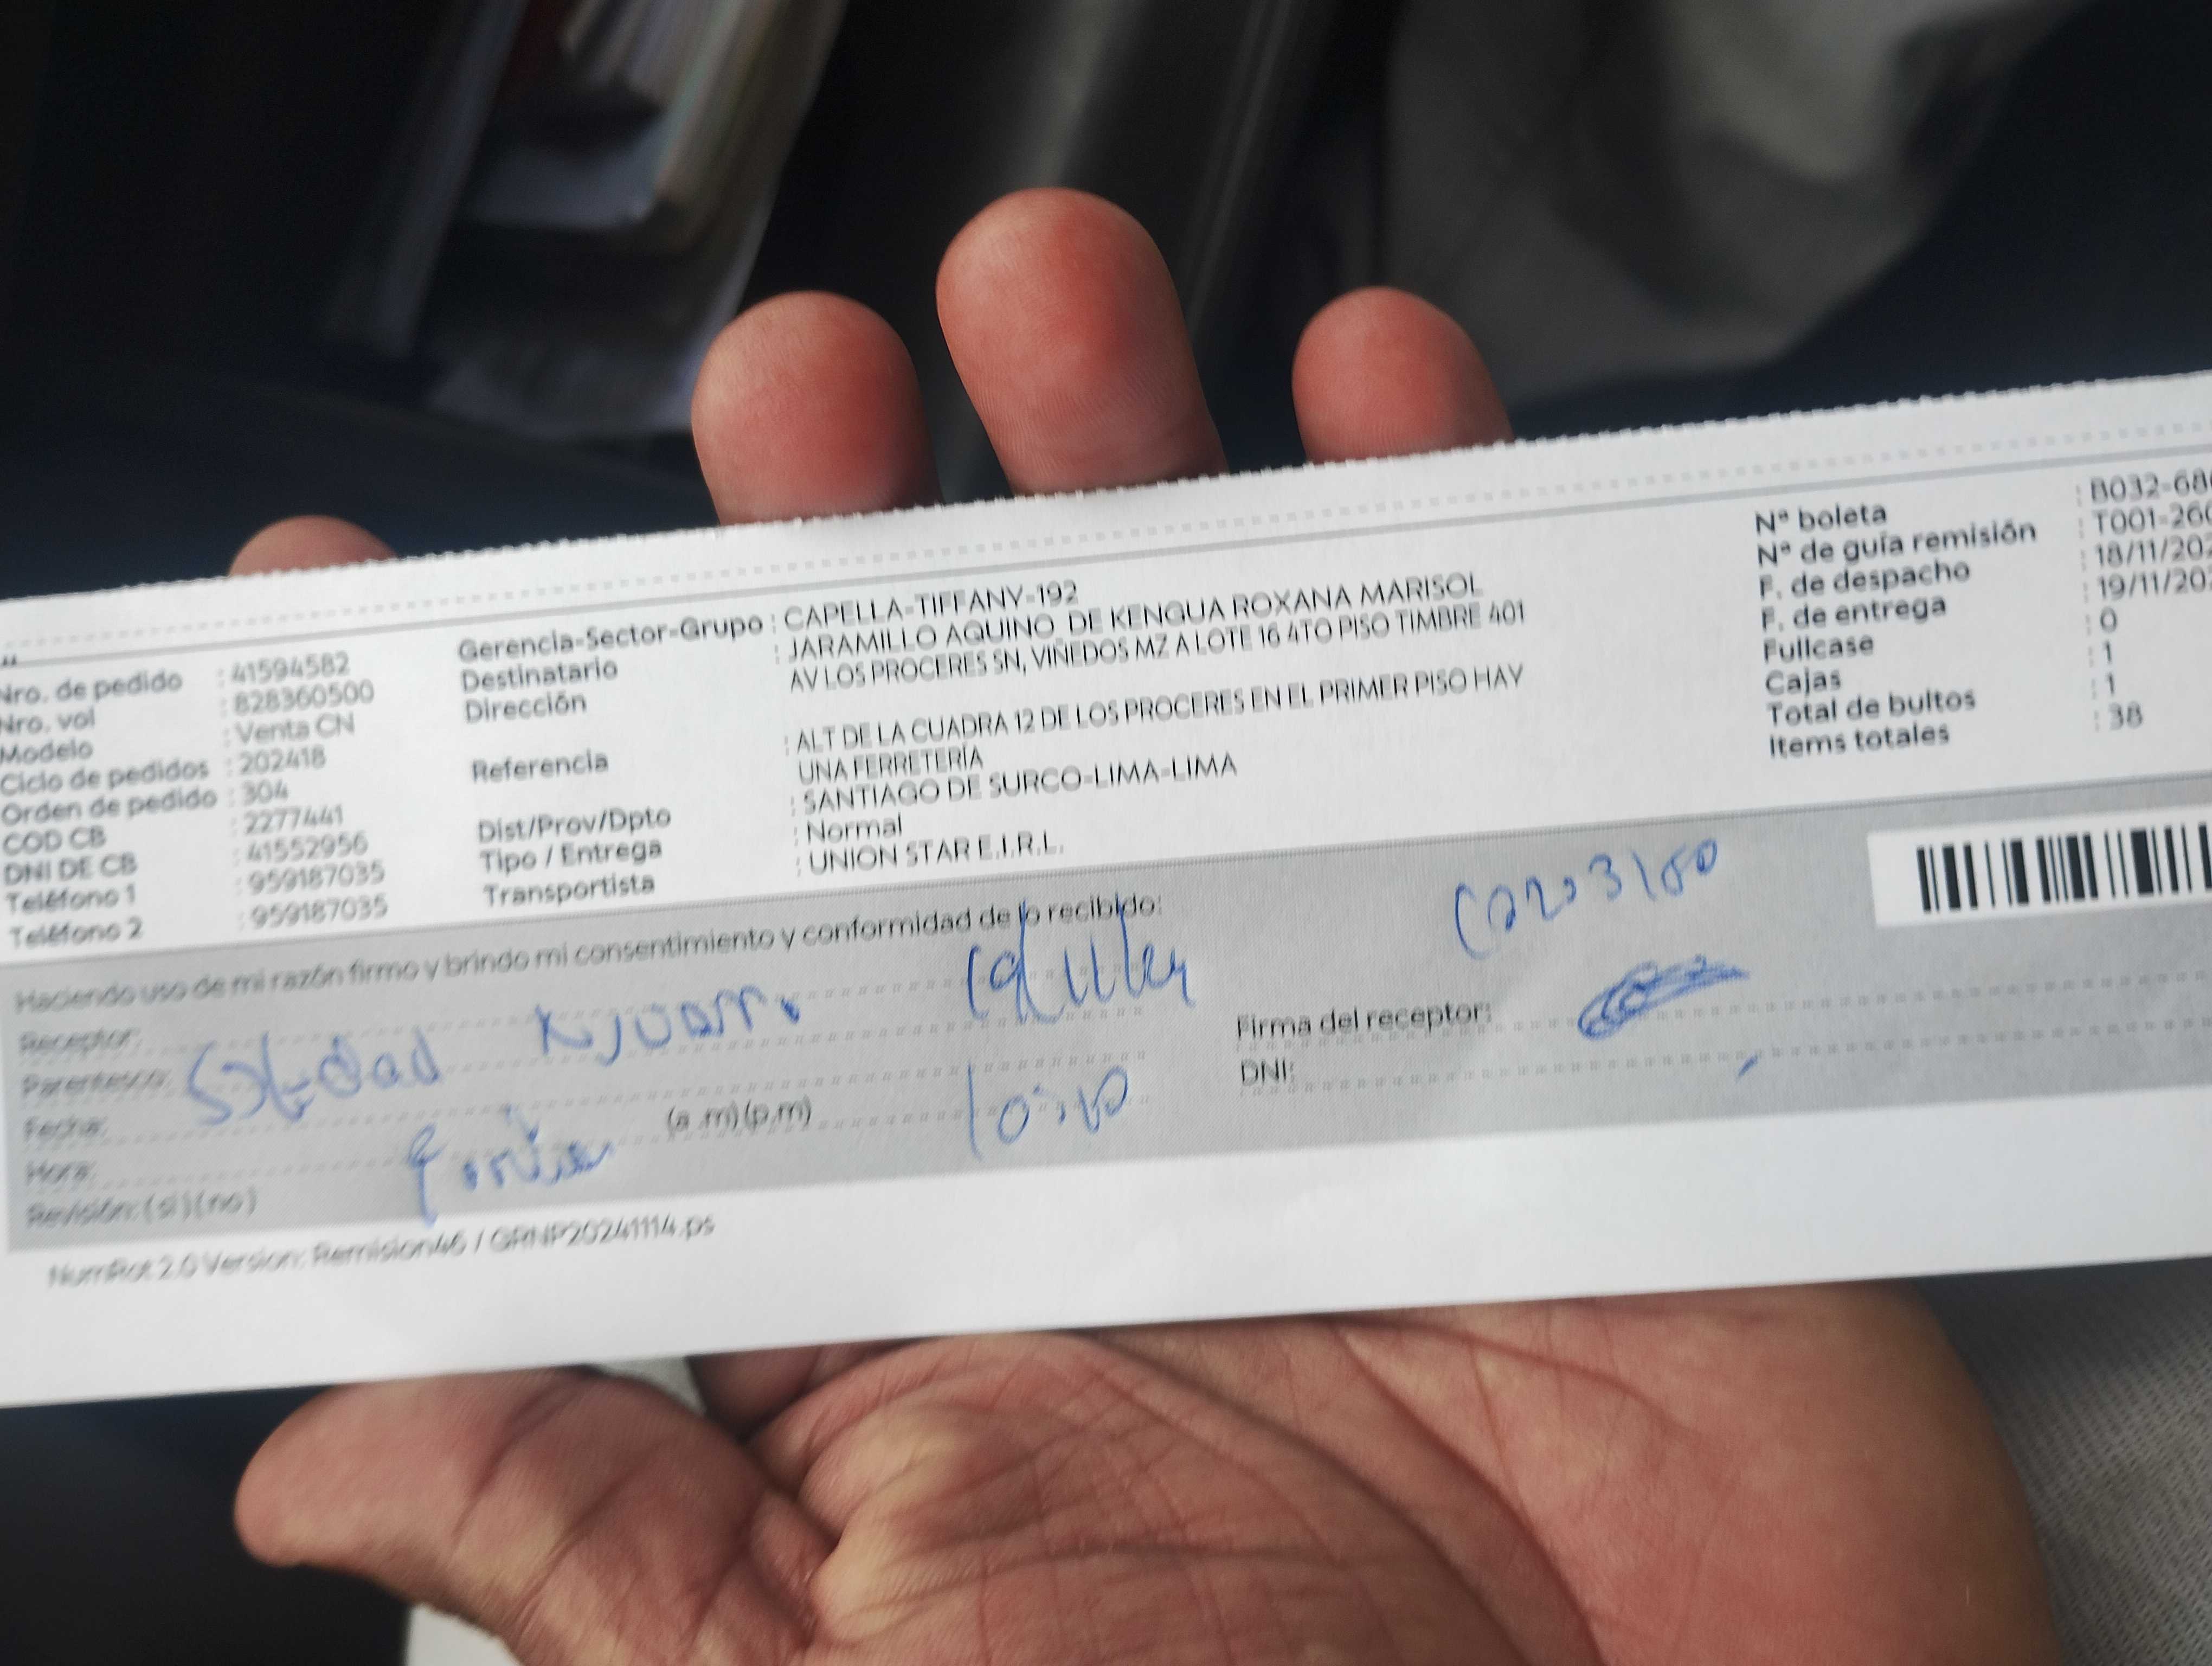 Nro. de pedido : 41594582
Nro. vol : 828360500
Modelo : Venta CN
Ciclo de pedidos : 202418
Orden de pedido : 304
COD CB : 2277441
DNI DE CB : 41552956
Teléfono 1 : 959187035
Teléfono 2 : 959187035
Gerencia-Sector-Grupo : CAPELLA-TIFFANY-192
Destinatario : JARAMILLO AQUINO DE KENGUA ROXANA MARISOL
Dirección AV LOS PROCERES SN, VIÑEDOS MZ A LOTE 16 4TO PISO TIMBRE 401
Referencia : ALT DE LA CUADRA 12 DE LOS PROCERES EN EL PRIMER PISO HAY
UNA FERRETERÍA
Dist/Prov/Dpto : SANTIAGO DE SURCO-LIMA-LIMA
Tipo / Entrega : Normal
Transportista : UNION STAR E.I.R.L.
Nº boleta : B032-68
Nº de guía remisión : T001-260
F. de despacho : 18/11/202
F. de entrega : 19/11/202
Fullcase : 0
Cajas : 1
Total de bultos : 1
Items totales : 38
Haciendo uso de mi razón firmo y brindo mi consentimiento y conformidad de lo recibido:
Receptor:
Parentesco: Soledad
Fecha:
Hora: (a .m) (p.m)
Revisión: (si) (no)
Firma del receptor:
DNI:
NumRot 2.0 Version: Remision46 / GRNP20241114.ps